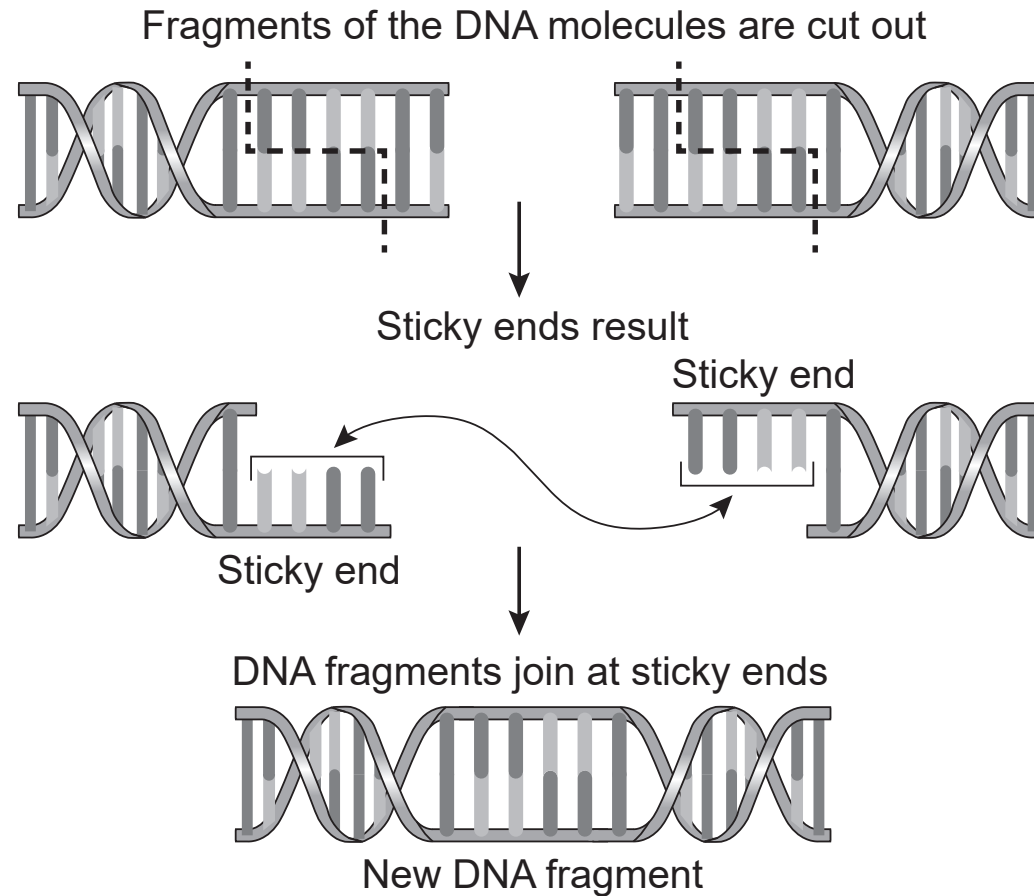 Fragments of the DNA molecules are cut out
Sticky ends result
Sticky end
Sticky end
DNA fragments join at sticky ends
New DNA fragment